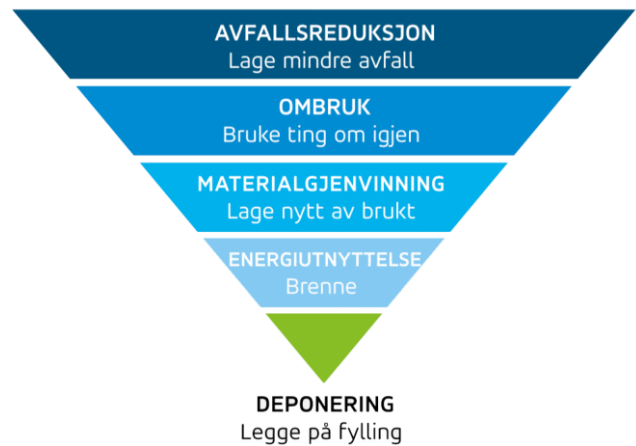 AVFALLSREDUKSJON
Lage mindre avfall
OMBRUK
Bruke ting om igjen
MATERIALGJENVINNING
Lage nytt av brukt
ENERGIUTNYTTELSE
Brenne
DEPONERING
Legge på fylling